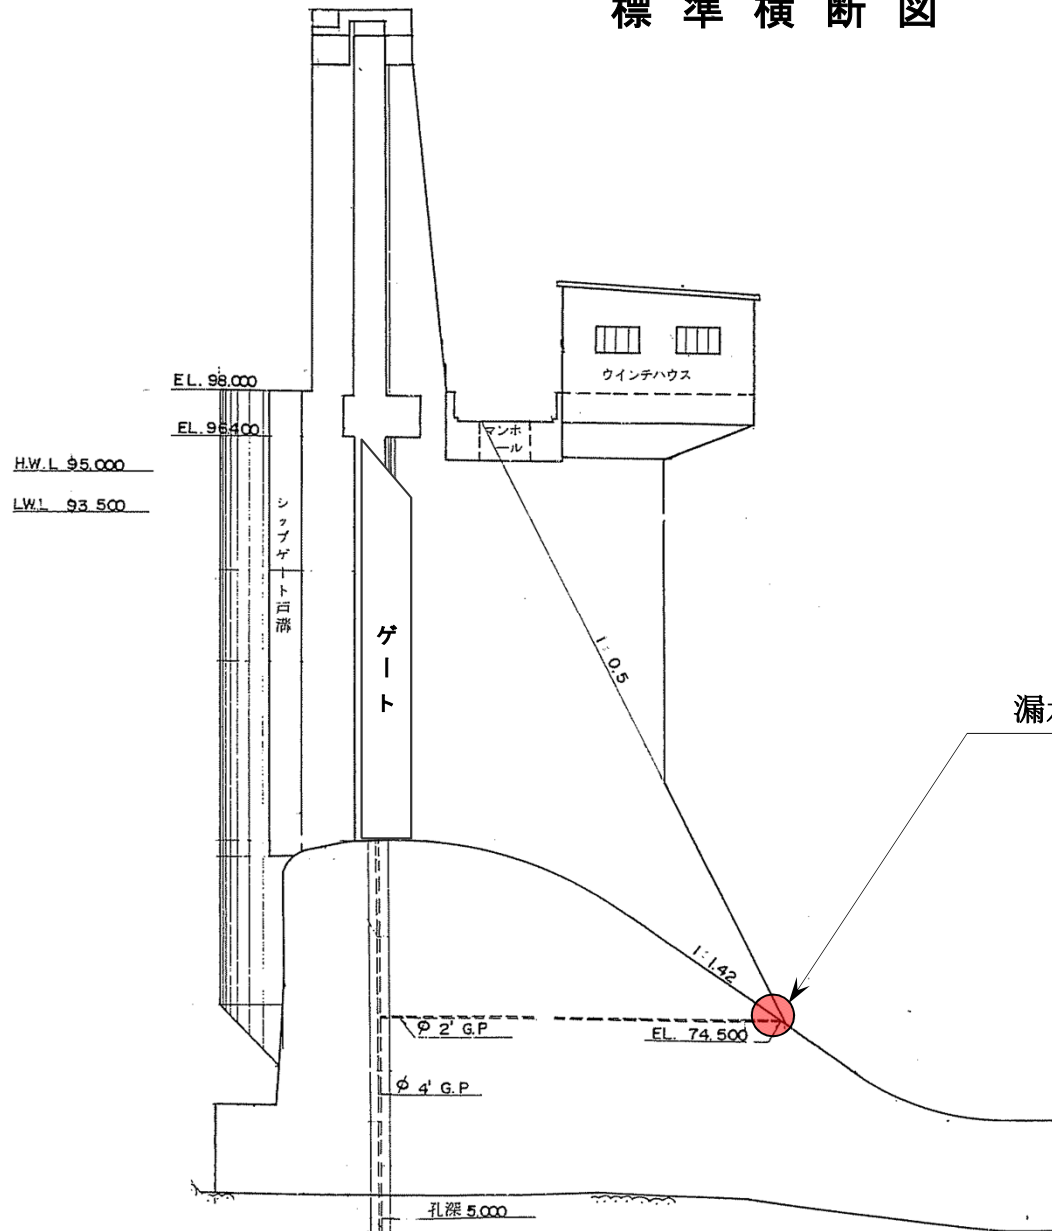 標準横断図
ウインチハウス
EL. 98.000
EL. 96.400
マンホ
ール
H.W.L 95.000
L.W.L 93.500
シップゲート戸溝
ゲート
1:0.5
漏
1:1.42
φ 2' G.P
EL. 74.500
φ 4' G.P
孔深 5.000